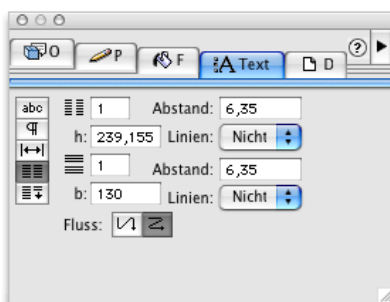 O P F Text D ?
abc 1 Abstand: 6,35
¶ h: 239,155 Linien: Nicht
1 Abstand: 6,35
b: 130 Linien: Nicht
Fluss: